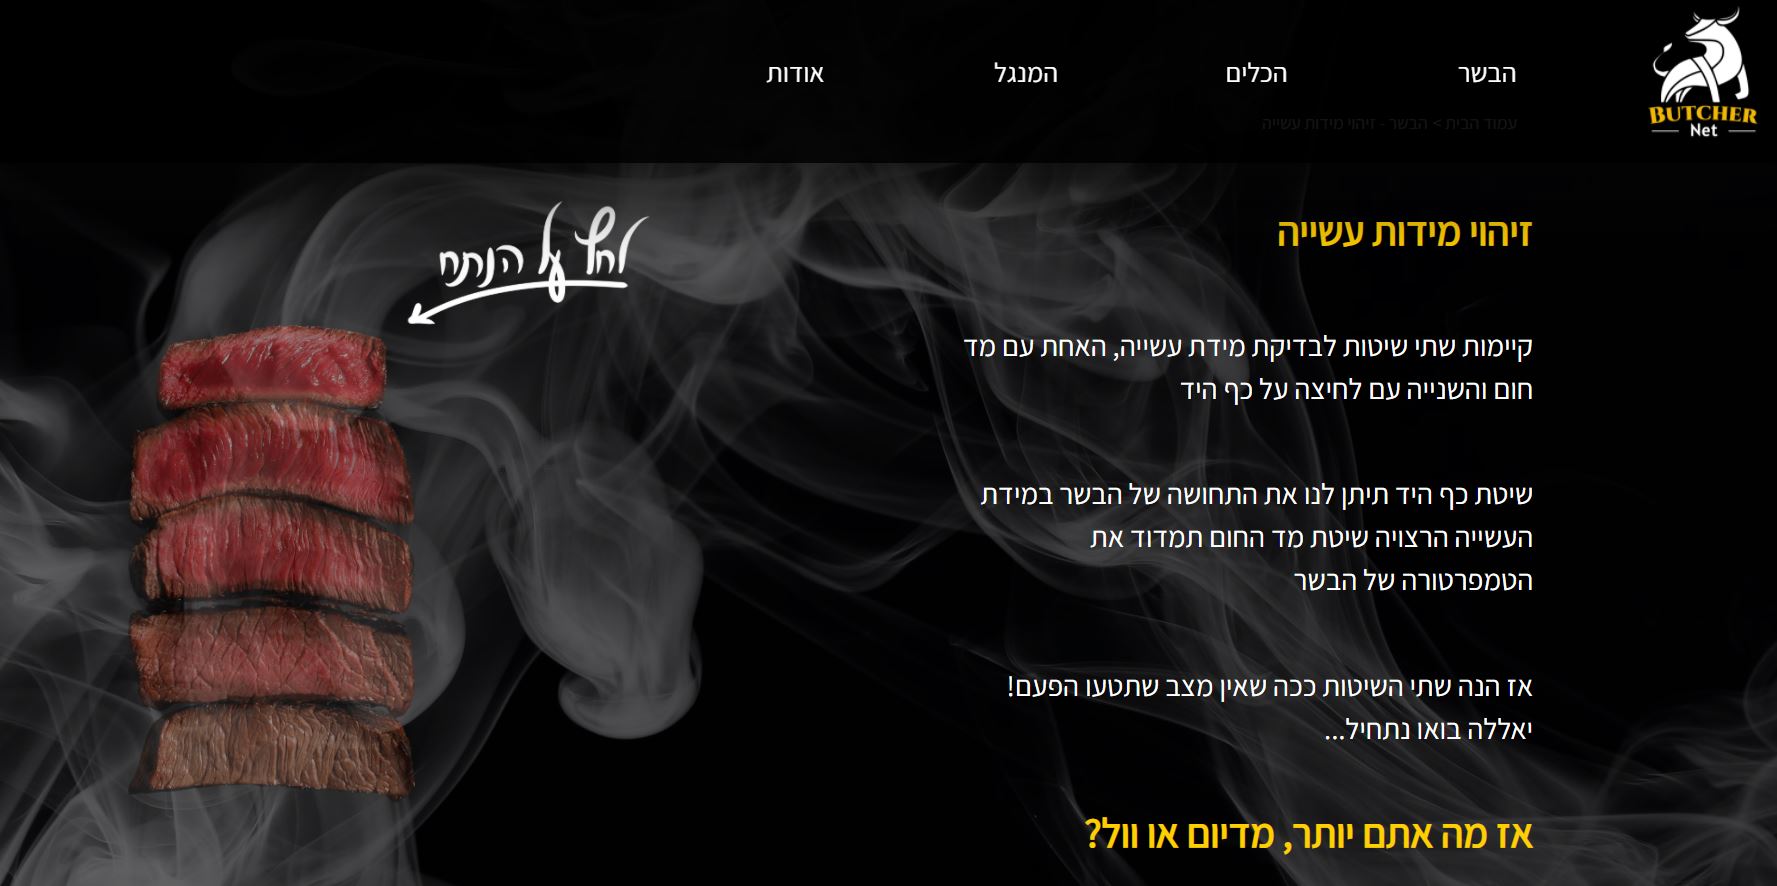 BUTCHER
Net
הבשר
הכלים
המנגל
אודות
עמוד הבית > הבשר - זיהוי מידות עשייה
זיהוי מידות עשייה
לחץ על הנתח
קיימות שתי שיטות לבדיקת מידת עשייה, האחת עם מד
חום והשנייה עם לחיצה על כף היד
שיטת כף היד תיתן לנו את התחושה של הבשר במידת
העשייה הרצויה שיטת מד החום תמדוד את
הטמפרטורה של הבשר
אז הנה שתי השיטות ככה שאין מצב שתטעו הפעם!
יאללה בואו נתחיל...
אז מה אתם יותר, מדיום או וול?